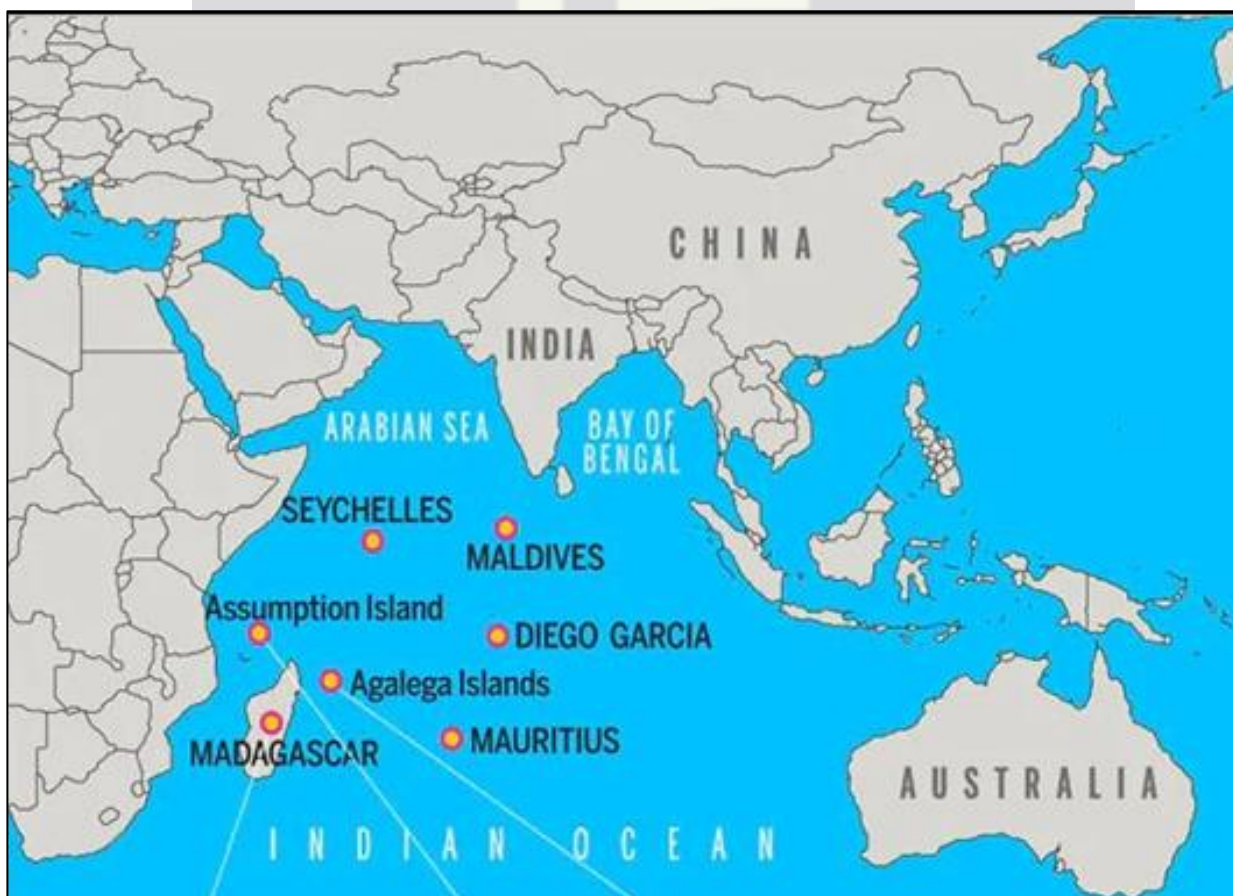 CHINA
INDIA
ARABIAN SEA
BAY OF
BENGAL
SEYCHELLES
MALDIVES
Assumption Island
DIEGO GARCIA
Agalega Islands
MADAGASCAR
MAURITIUS
AUSTRALIA
INDIAN OCEAN